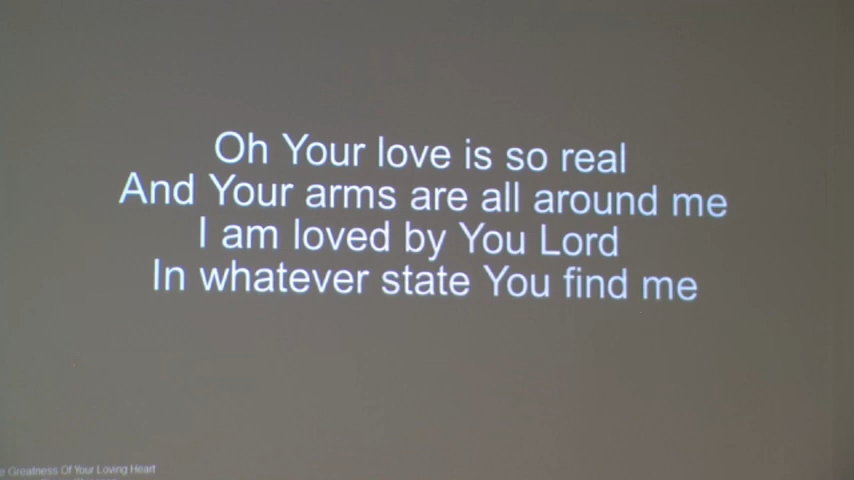 Oh Your love is so real
And Your arms are all around me
I am loved by You Lord
In whatever state You find me
Greatness Of Your Loving Heart